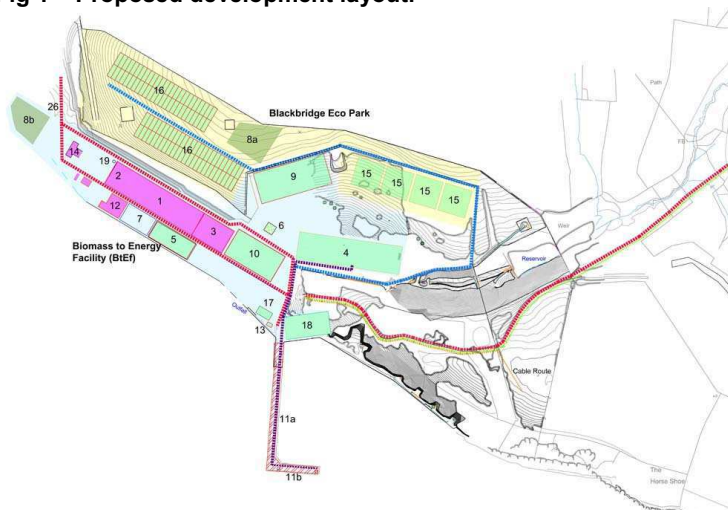 Fig 1 – Proposed development layout.
Path
Blackbridge Eco Park
26
16
8b
8a
14
19
16
9
2
15
15
15
15
1
12
7
6
3
5
4
10
Weir
Reservoir
Biomass to Energy
Facility (BtEf)
Outfall
17
13
18
Cable Route
11a
11b
The
Horse Shoe